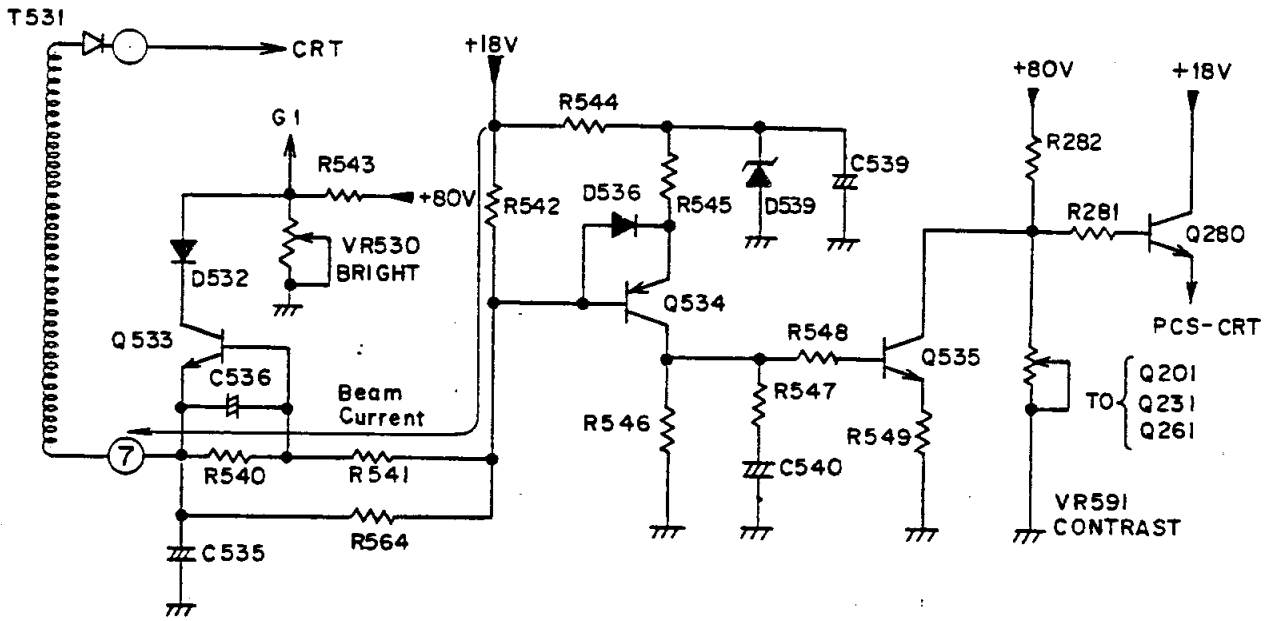 T531
CRT
+18V
+80V
+18V
G1
R544
R543
+80V
R542
D536
R545
D539
C539
R282
R281
Q280
VR530
BRIGHT
D532
Q534
PCS-CRT
Q533
C536
Beam
Current
R548
Q535
R547
TO
Q201
Q231
Q261
R546
R549
7
R540
R541
C540
R564
VR591
CONTRAST
C535